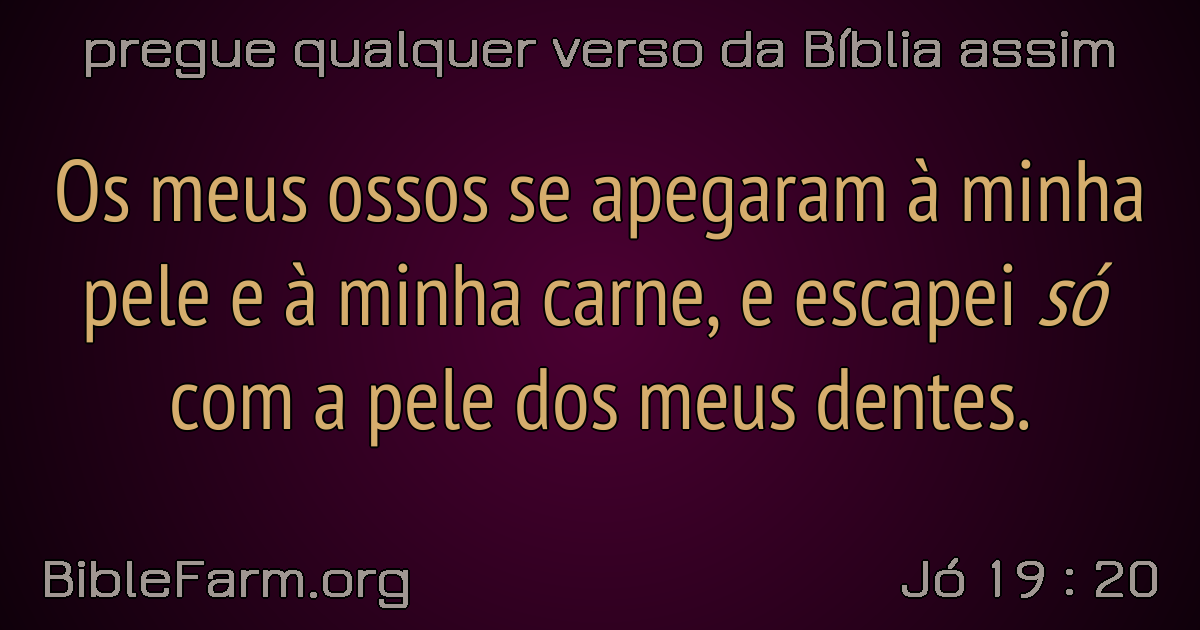 pregue qualquer verso da Bíblia assim
Os meus ossos se apegaram à minha
pele e à minha carne, e escapei só
com a pele dos meus dentes.
BibleFarm.org
Jó 19 : 20